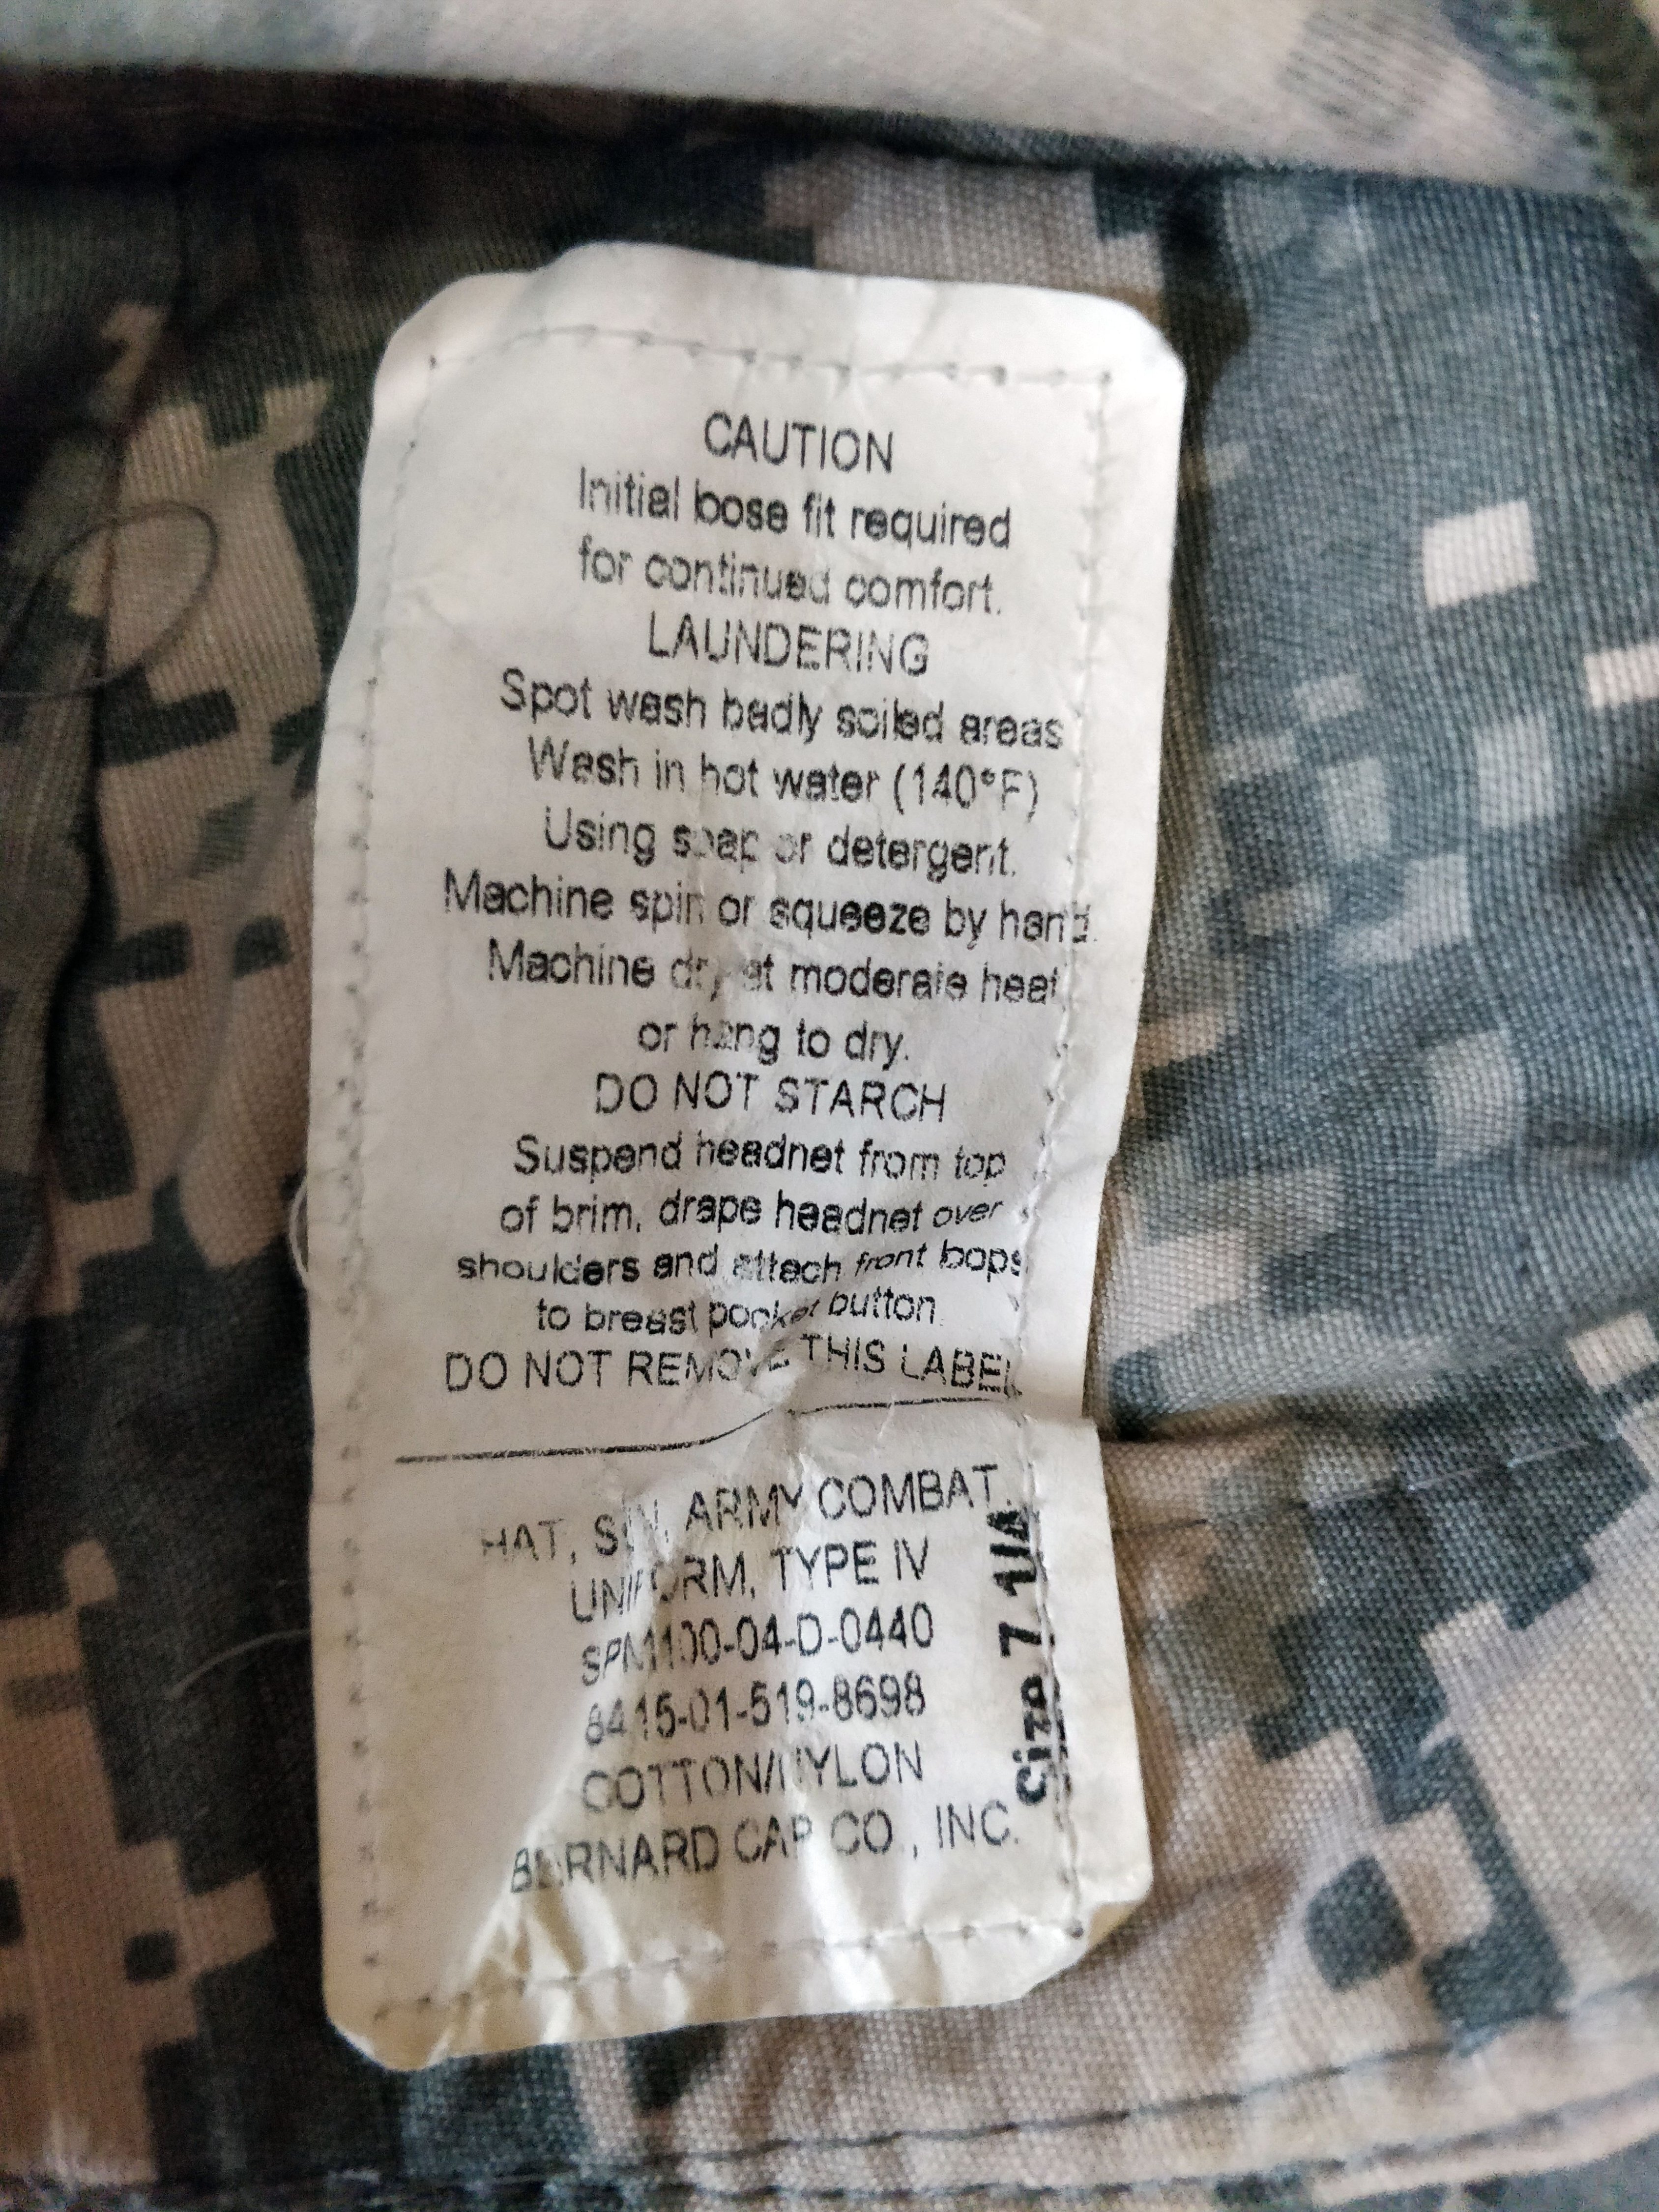 CAUTION
Initial loose fit required
for continued comfort.
LAUNDERING
Spot wash badly soiled areas
Wash in hot water (140°F)
Using soap or detergent.
Machine spin or squeeze by hand.
Machine dry at moderate heat
or hang to dry.
DO NOT STARCH
Suspend headnet from top
of brim, drape headnet over
shoulders and attach front loops
to breast pocket button
DO NOT REMOVE THIS LABEL
HAT, SUN, ARMY COMBAT
UNIFORM, TYPE IV
SPM100-04-D-0440
8415-01-519-8698
COTTON/NYLON
BERNARD CAP CO., INC.
Size 7 1/4